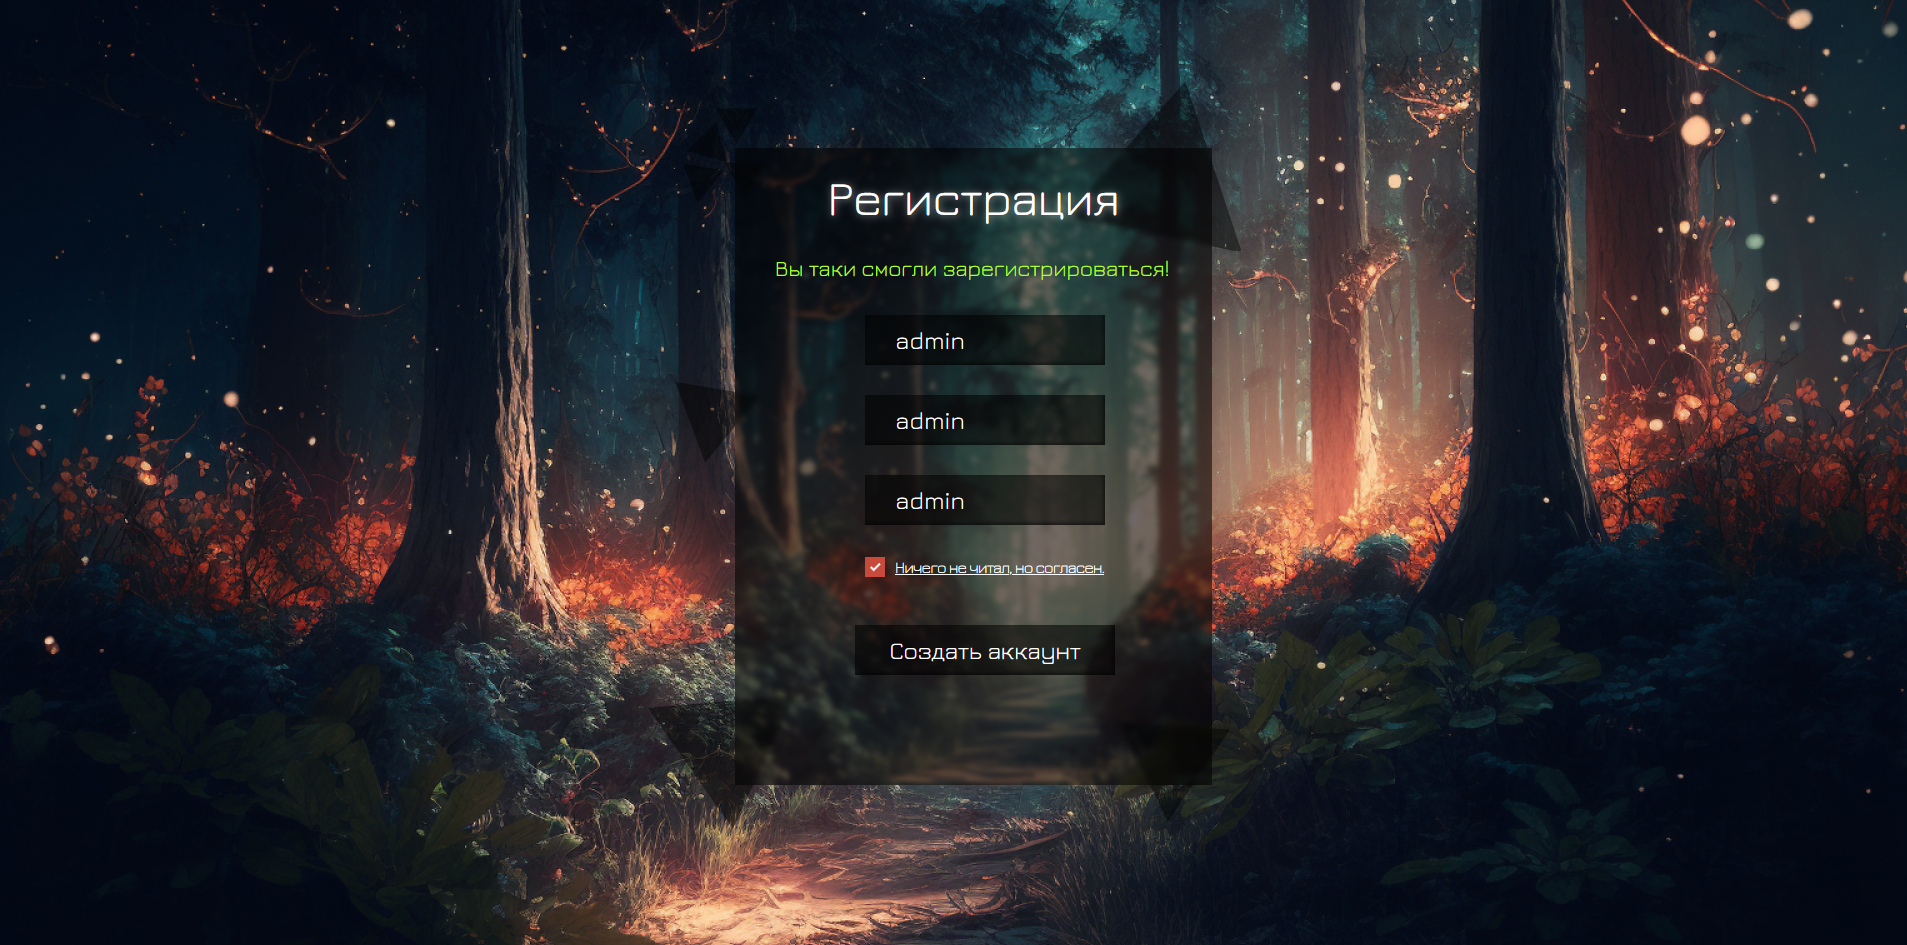 Регистрация
Вы таки смогли зарегистрироваться!
admin
admin
admin
Ничего не читал, но согласен.
Создать аккаунт